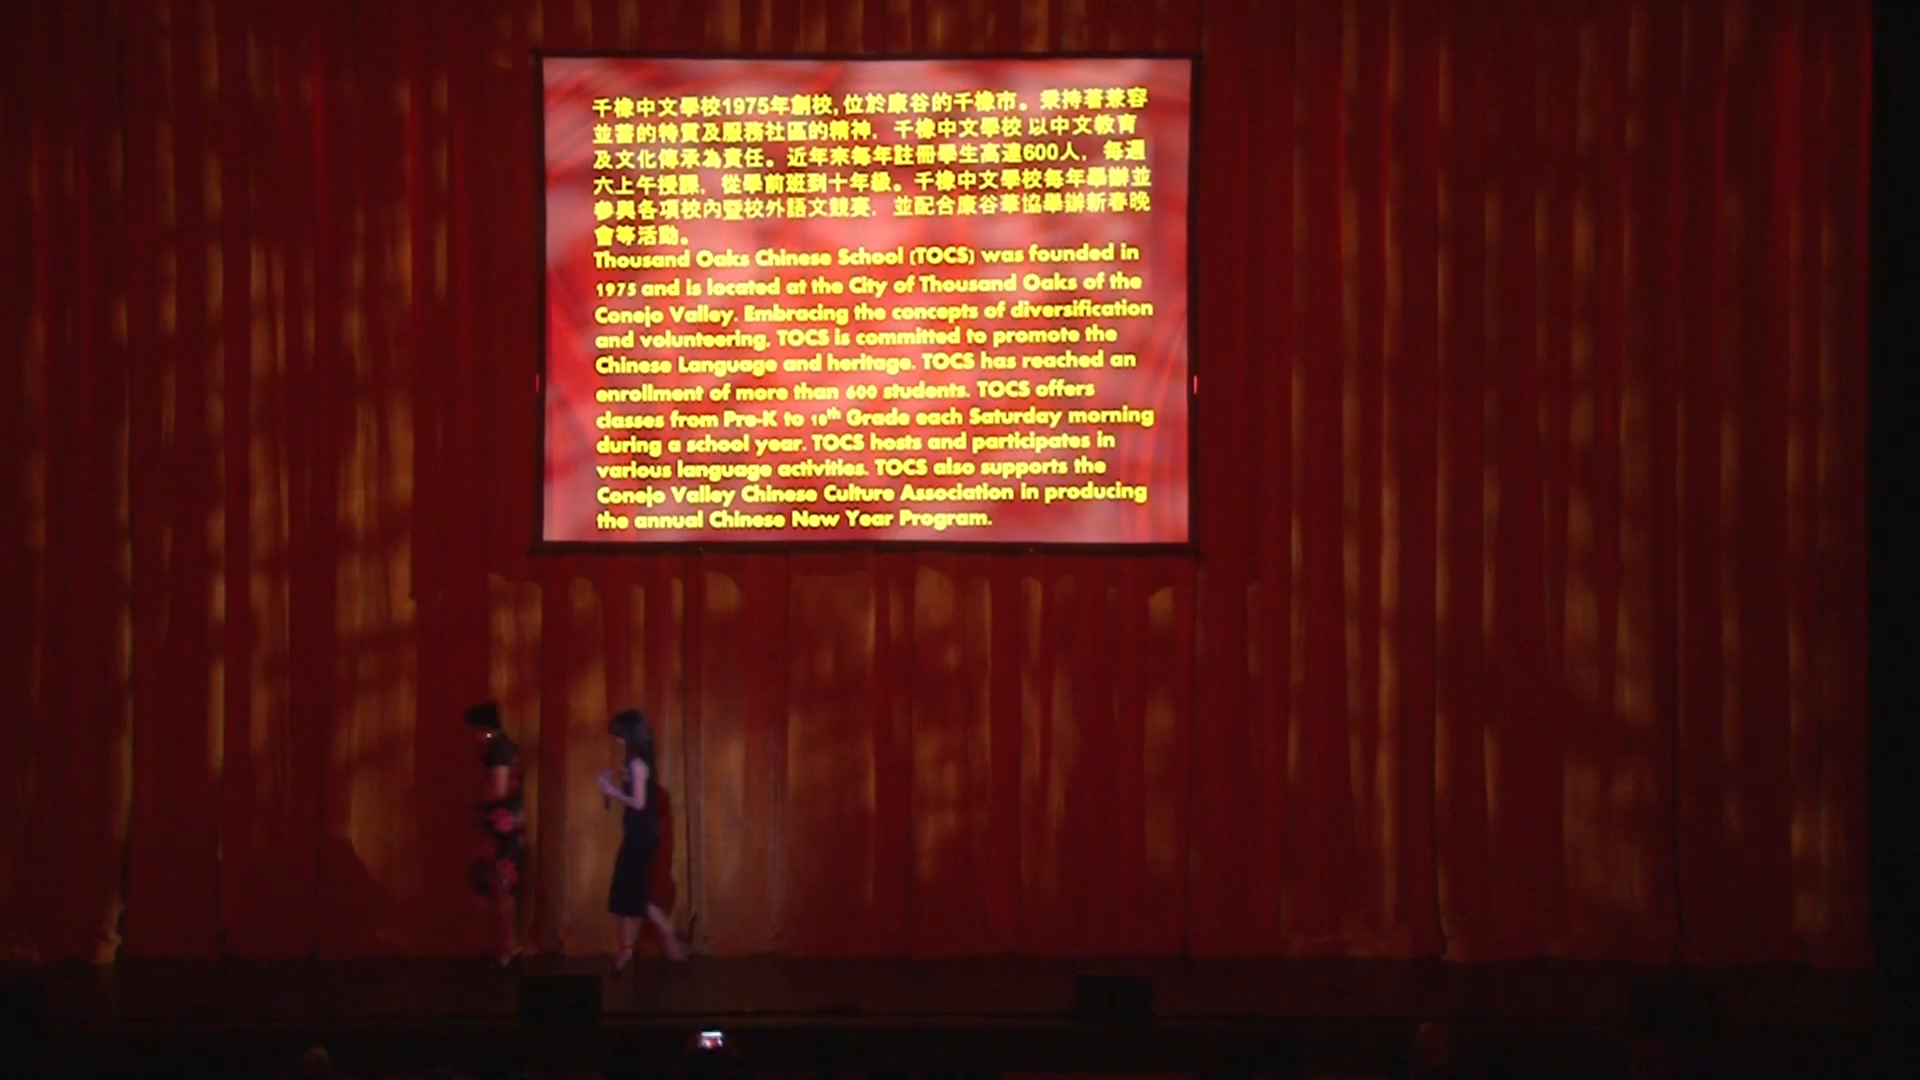 千橡中文學校1975年創校, 位於康谷的千橡市。秉持著兼容
並蓄的特質及服務社區的精神, 千橡中文學校 以中文教育
及文化傳承為責任。近年來每年註冊學生高達600人, 每週
六上午授課, 從學前班到十年級。千橡中文學校每年舉辦並
參與各項校內暨校外語文競賽, 並配合康谷華協舉辦新春晚
會等活動。
Thousand Oaks Chinese School (TOCS) was founded in
1975 and is located at the City of Thousand Oaks of the
Conejo Valley. Embracing the concepts of diversification
and volunteering, TOCS is committed to promote the
Chinese Language and heritage. TOCS has reached an
enrollment of more than 600 students. TOCS offers
classes from Pre-K to 10th Grade each Saturday morning
during a school year. TOCS hosts and participates in
various language activities. TOCS also supports the
Conejo Valley Chinese Culture Association in producing
the annual Chinese New Year Program.